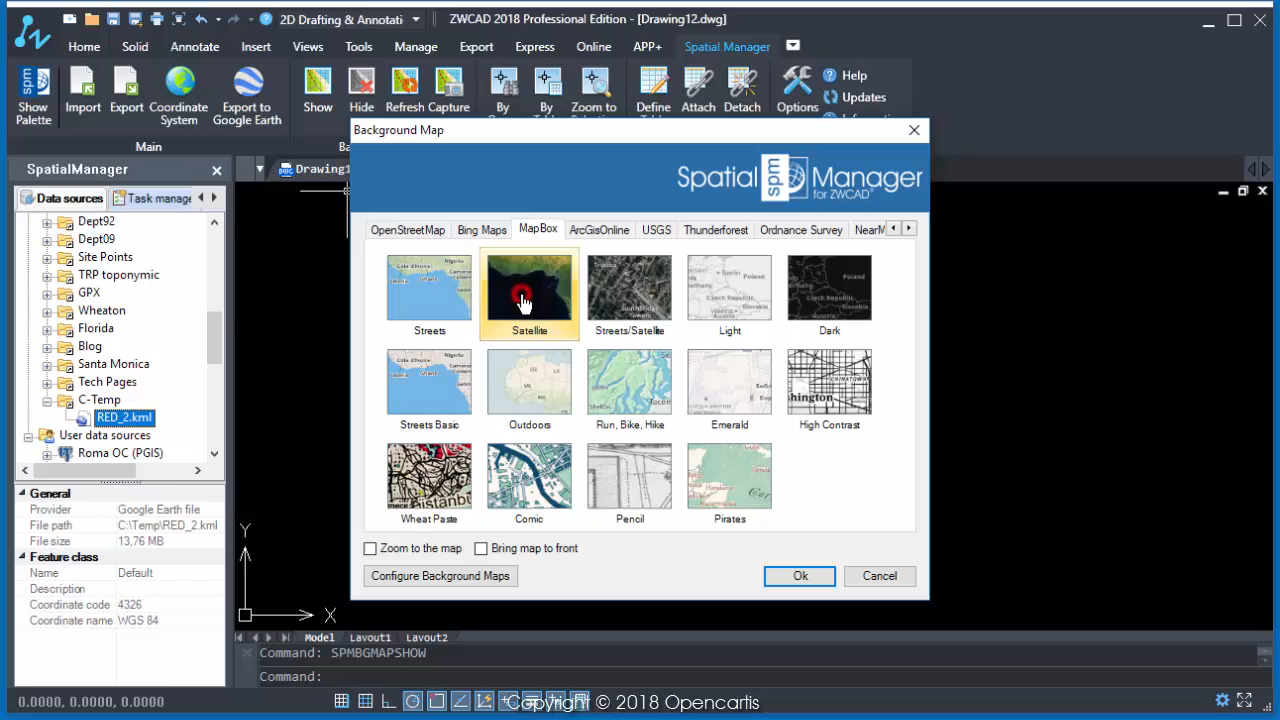 2D Drafting & Annotati
ZWCAD 2018 Professional Edition - [Drawing12.dwg]
Home Solid Annotate Insert Views Tools Manage Export Express Online APP+ Spatial Manager
spm
Show Palette
Import
Export
Coordinate System
Export to Google Earth
Show
Hide
Refresh
Capture
By
By
Zoom to
Define
Attach
Detach
Options
Help
Updates
Main
SpatialManager
Data sources
Task manage
Drawing1
Dept92
Dept09
Site Points
TRP toponymic
GPX
Wheaton
Florida
Blog
Santa Monica
Tech Pages
C-Temp
RED_2.kml
User data sources
Roma OC (PGIS)
General
Provider Google Earth file
File path C:\Temp\RED_2.kml
File size 13,76 MB
Feature class
Name Default
Description
Coordinate code 4326
Coordinate name WGS 84
Background Map
Spatial spm Manager
for ZWCAD
OpenStreetMap Bing Maps MapBox ArcGisOnline USGS Thunderforest Ordnance Survey NearM
Streets Satellite Streets/Satellite Light Dark
Streets Basic Outdoors Run, Bike, Hike Emerald High Contrast
Wheat Paste Comic Pencil Pirates
Zoom to the map Bring map to front
Configure Background Maps Ok Cancel
Y
X
Model Layout1 Layout2
Command: SPMBGMAPSHOW
Command:
0.0000, 0.0000, 0.0000
Copyright © 2018 Opencartis